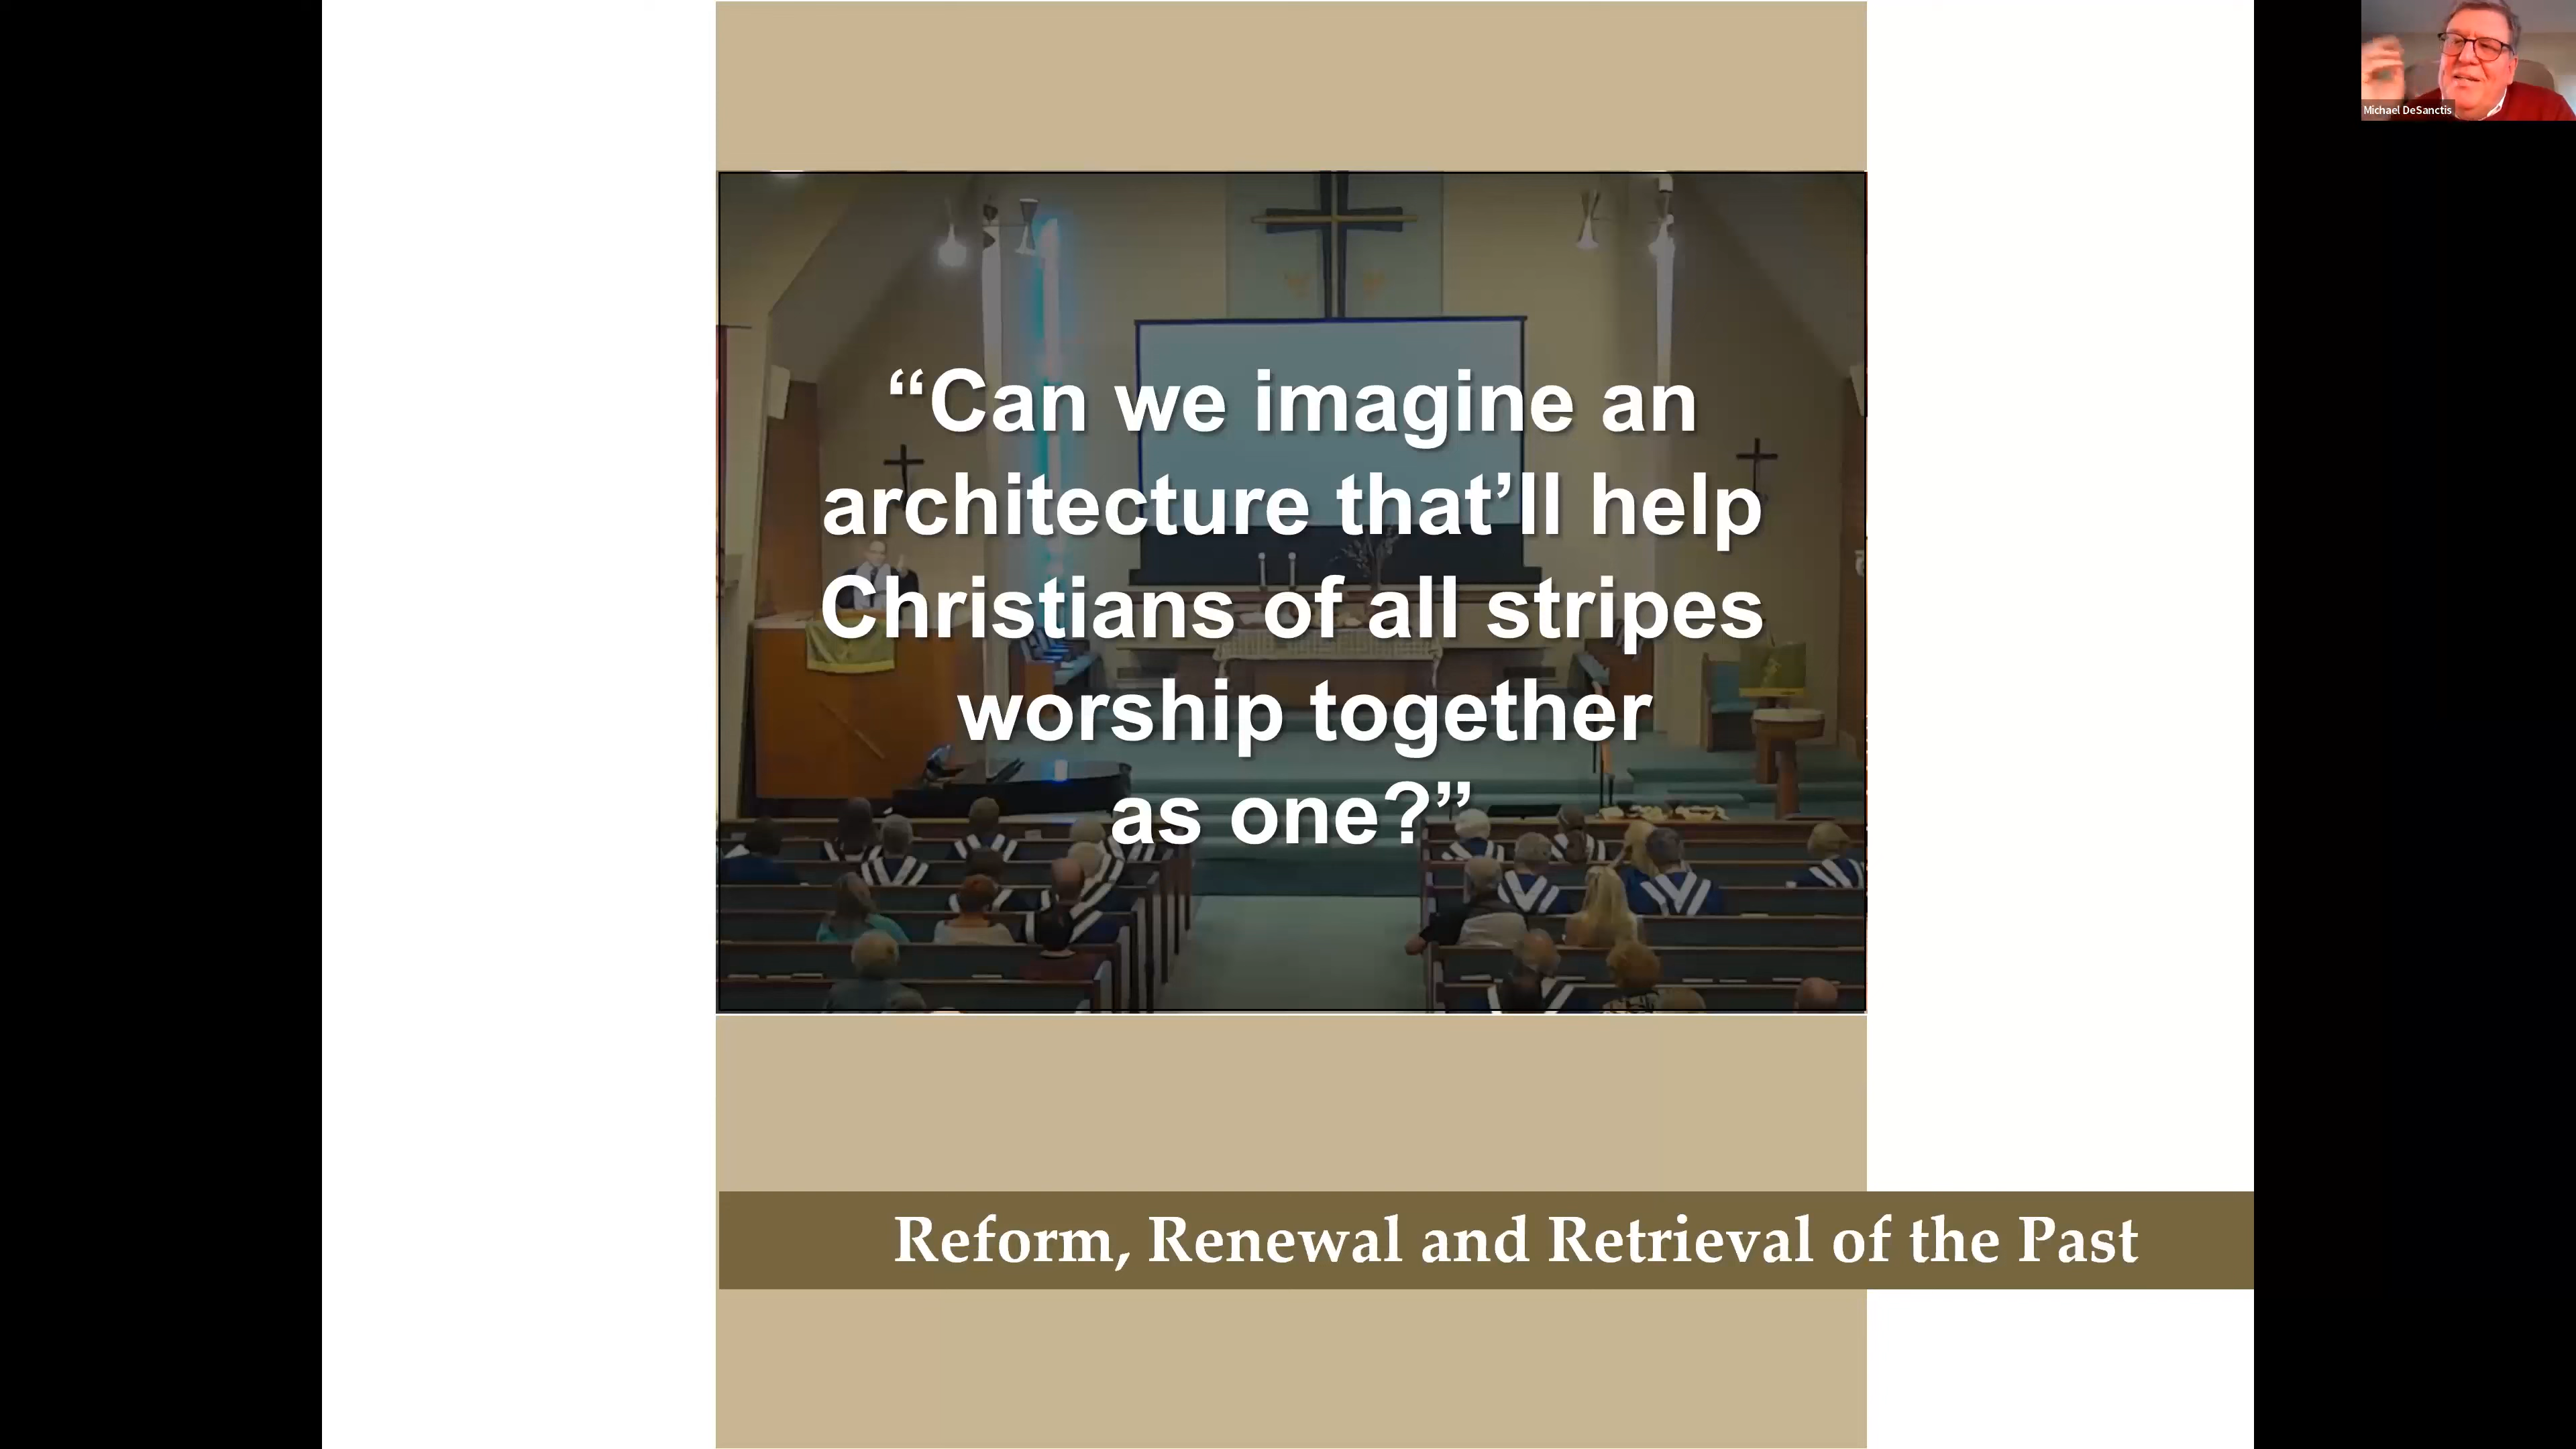 Michael DeSanctis
“Can we imagine an
architecture that’ll help
Christians of all stripes
worship together
as one?”
Reform, Renewal and Retrieval of the Past